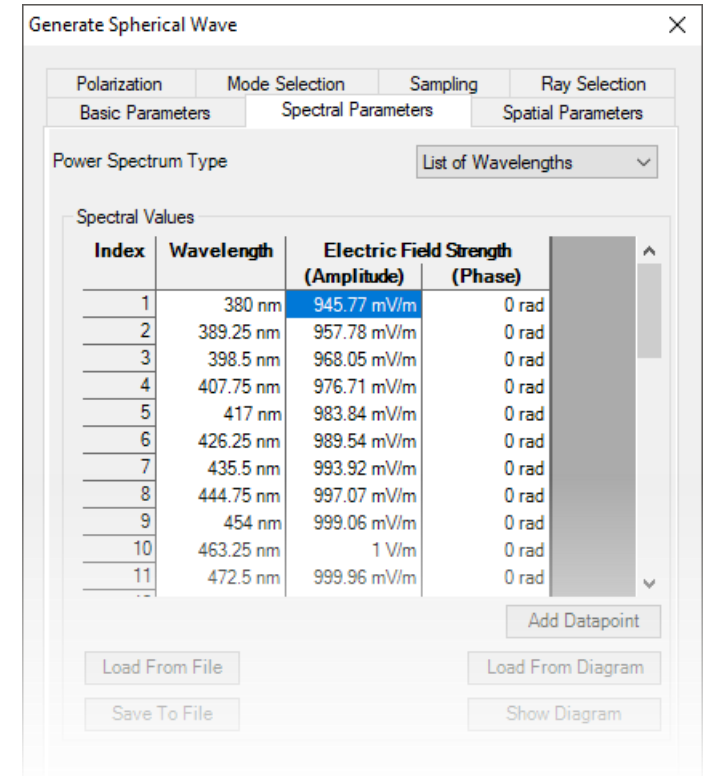 Generate Spherical Wave
Polarization Mode Selection Sampling Ray Selection
Basic Parameters Spectral Parameters Spatial Parameters
Power Spectrum Type List of Wavelengths
Spectral Values
Index Wavelength Electric Field Strength
(Amplitude) (Phase)
1 380 nm 945.77 mV/m 0 rad
2 389.25 nm 957.78 mV/m 0 rad
3 398.5 nm 968.05 mV/m 0 rad
4 407.75 nm 976.71 mV/m 0 rad
5 417 nm 983.84 mV/m 0 rad
6 426.25 nm 989.54 mV/m 0 rad
7 435.5 nm 993.92 mV/m 0 rad
8 444.75 nm 997.07 mV/m 0 rad
9 454 nm 999.06 mV/m 0 rad
10 463.25 nm 1 V/m 0 rad
11 472.5 nm 999.96 mV/m 0 rad
Add Datapoint
Load From File Load From Diagram
Save To File Show Diagram